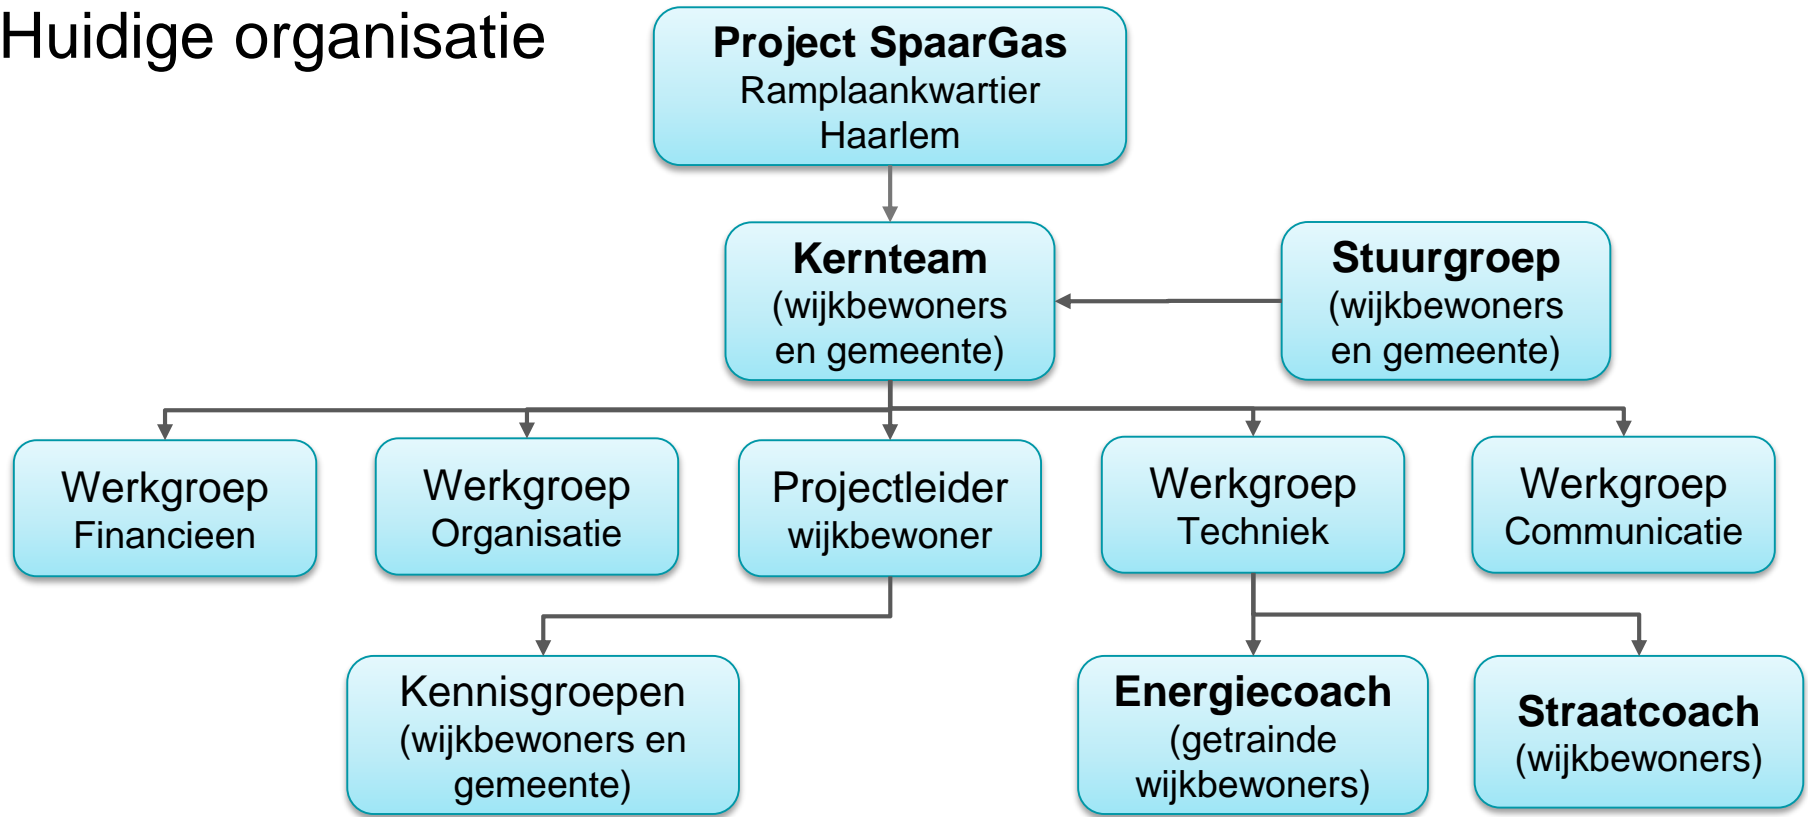 Huidige organisatie
Project SpaarGas
Ramplaankwartier
Haarlem
Kernteam
(wijkbewoners
en gemeente)
Stuurgroep
(wijkbewoners
en gemeente)
Werkgroep
Financieen
Werkgroep
Organisatie
Projectleider
wijkbewoner
Werkgroep
Techniek
Werkgroep
Communicatie
Kennisgroepen
(wijkbewoners en
gemeente)
Energiecoach
(getrainde
wijkbewoners)
Straatcoach
(wijkbewoners)